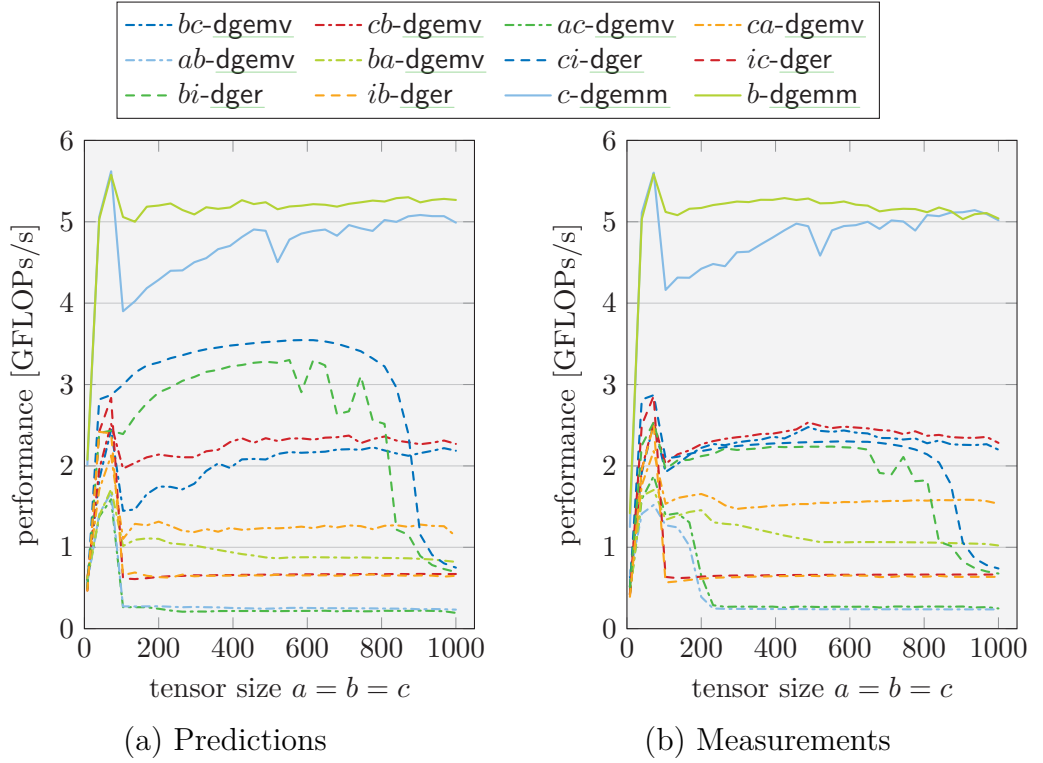 bc-dgemv cb-dgemv ac-dgemv ca-dgemv
ab-dgemv ba-dgemv ci-dger ic-dger
bi-dger ib-dger c-dgemm b-dgemm
performance [GFLOPs/s]
6
5
4
3
2
1
0
0 200 400 600 800 1000
tensor size a = b = c
(a) Predictions
performance [GFLOPs/s]
6
5
4
3
2
1
0
0 200 400 600 800 1000
tensor size a = b = c
(b) Measurements